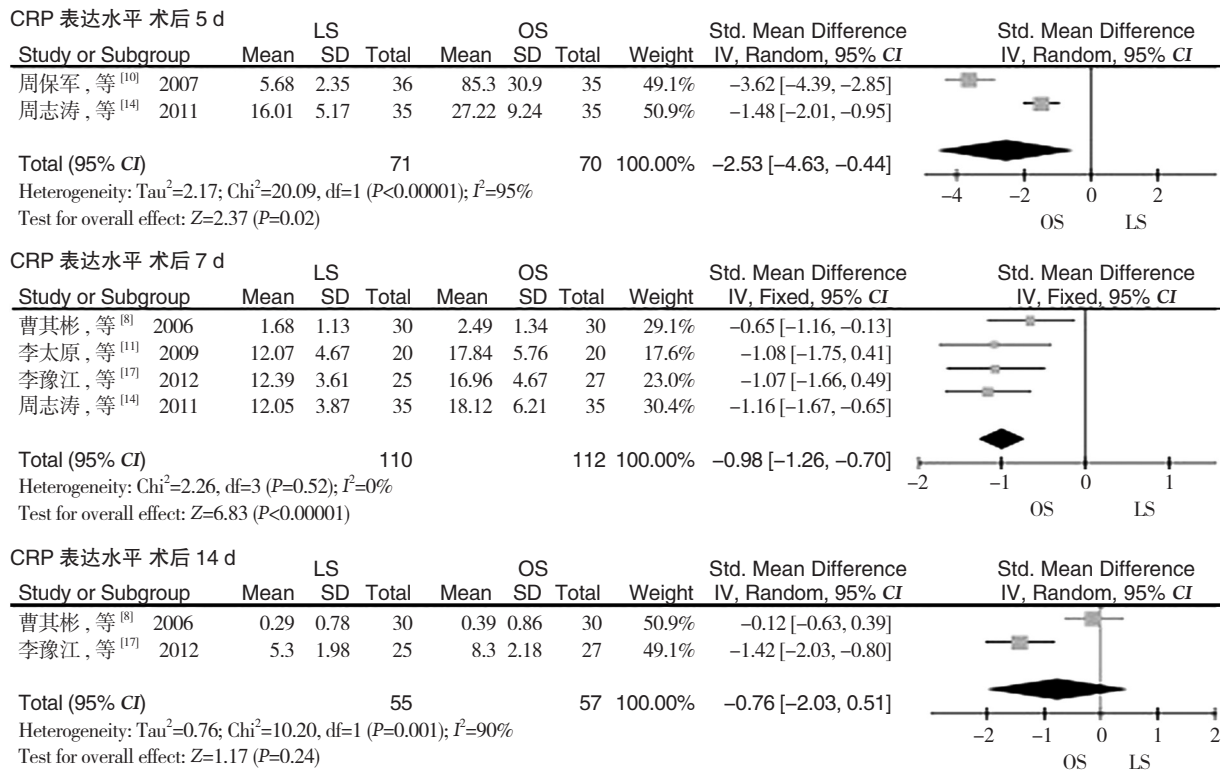 CRP 表达水平 术后 5 d
LS OS Std. Mean Difference Std. Mean Difference
Study or Subgroup Mean SD Total Mean SD Total Weight IV, Random, 95% CI IV, Random, 95% CI
周保军 , 等 [10] 2007 5.68 2.35 36 85.3 30.9 35 49.1% −3.62 [−4.39, −2.85]
周志涛 , 等 [14] 2011 16.01 5.17 35 27.22 9.24 35 50.9% −1.48 [−2.01, −0.95]
Total (95% CI) 71 70 100.00% −2.53 [−4.63, −0.44]
Heterogeneity: Tau²=2.17; Chi²=20.09, df=1 (P<0.00001); I²=95%
Test for overall effect: Z=2.37 (P=0.02)
−4 −2 0 2
OS LS
CRP 表达水平 术后 7 d
LS OS Std. Mean Difference Std. Mean Difference
Study or Subgroup Mean SD Total Mean SD Total Weight IV, Fixed, 95% CI IV, Fixed, 95% CI
曹其彬 , 等 [8] 2006 1.68 1.13 30 2.49 1.34 30 29.1% −0.65 [−1.16, −0.13]
李太原 , 等 [11] 2009 12.07 4.67 20 17.84 5.76 20 17.6% −1.08 [−1.75, 0.41]
李豫江 , 等 [17] 2012 12.39 3.61 25 16.96 4.67 27 23.0% −1.07 [−1.66, 0.49]
周志涛 , 等 [14] 2011 12.05 3.87 35 18.12 6.21 35 30.4% −1.16 [−1.67, −0.65]
Total (95% CI) 110 112 100.00% −0.98 [−1.26, −0.70]
Heterogeneity: Chi²=2.26, df=3 (P=0.52); I²=0%
Test for overall effect: Z=6.83 (P<0.00001)
−2 −1 0 1
OS LS
CRP 表达水平 术后 14 d
LS OS Std. Mean Difference Std. Mean Difference
Study or Subgroup Mean SD Total Mean SD Total Weight IV, Random, 95% CI IV, Random, 95% CI
曹其彬 , 等 [8] 2006 0.29 0.78 30 0.39 0.86 30 50.9% −0.12 [−0.63, 0.39]
李豫江 , 等 [17] 2012 5.3 1.98 25 8.3 2.18 27 49.1% −1.42 [−2.03, −0.80]
Total (95% CI) 55 57 100.00% −0.76 [−2.03, 0.51]
Heterogeneity: Tau²=0.76; Chi²=10.20, df=1 (P=0.001); I²=90%
Test for overall effect: Z=1.17 (P=0.24)
−2 −1 0 1 2
OS LS